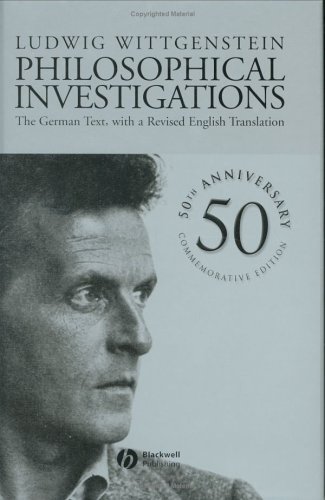 LUDWIG WITTGENSTEIN
PHILOSOPHICAL
INVESTIGATIONS
The German Text, with a Revised English Translation
50TH ANNIVERSARY
50
COMMEMORATIVE EDITION
Blackwell
Publishing